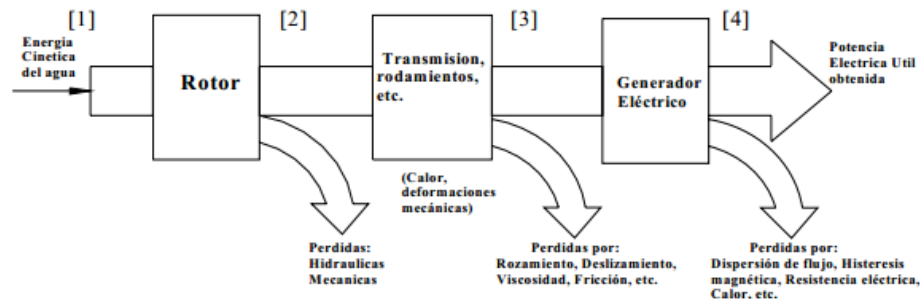 [1]
[2]
[3]
[4]
Energia
Cinetica
del agua
Rotor
Transmision,
rodamientos,
etc.
Generador
Eléctrico
Potencia
Electrica Util
obtenida
(Calor,
deformaciones
mecánicas)
Perdidas:
Hidraulicas
Mecanicas
Perdidas por:
Rozamiento, Deslizamiento,
Viscosidad, Fricción, etc.
Perdidas por:
Dispersión de flujo, Histeresis
magnética, Resistencia eléctrica,
Calor, etc.